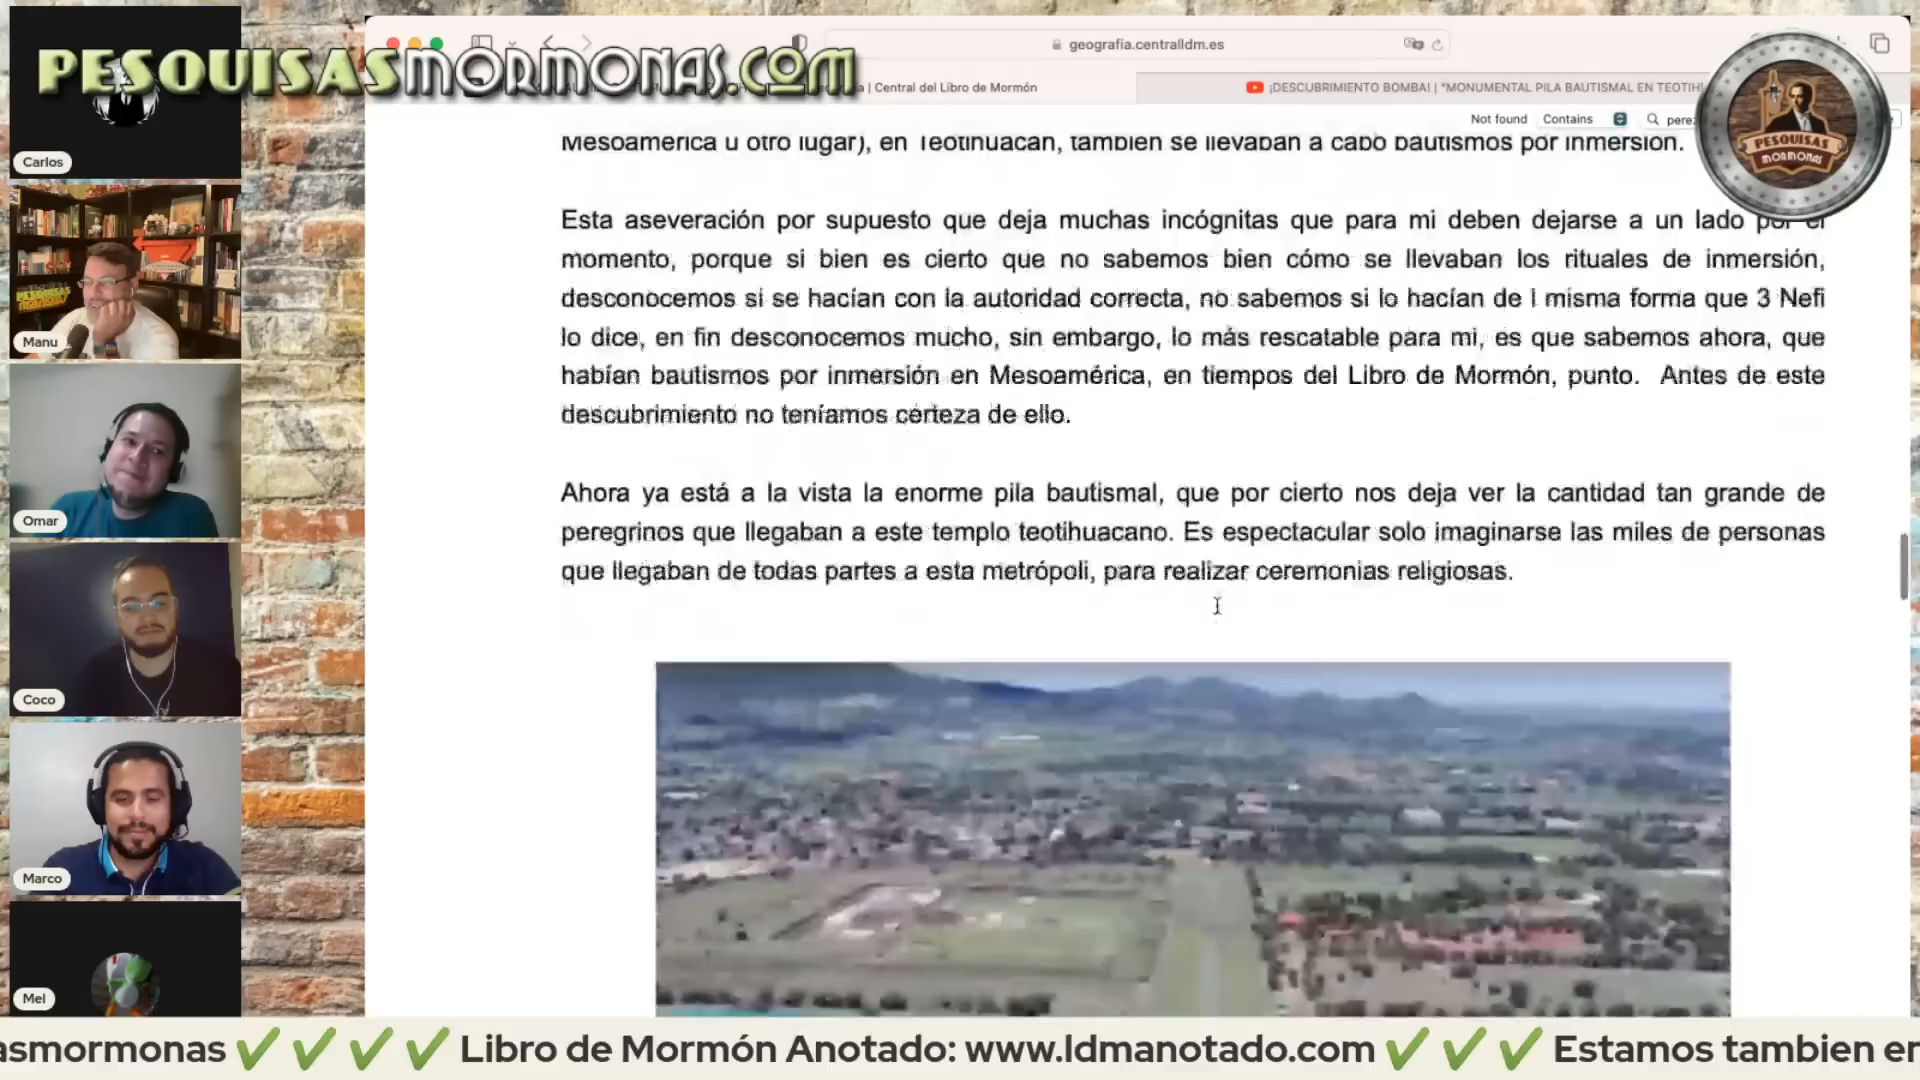 PESQUISASMORMONAS.COM
geografia.centralldm.es
| Central del Libro de Mormón
¡DESCUBRIMIENTO BOMBA! | "MONUMENTAL PILA BAUTISMAL EN TEOTIH
Not found
Contains
pere
PESQUISAS
MORMONAS
Mesoamérica u otro lugar), en Teotihuacan, también se llevaban a cabo bautismos por inmersión.
Esta aseveración por supuesto que deja muchas incógnitas que para mi deben dejarse a un lado por el
momento, porque si bien es cierto que no sabemos bien cómo se llevaban los rituales de inmersión,
desconocemos si se hacían con la autoridad correcta, no sabemos si lo hacían de l misma forma que 3 Nefi
lo dice, en fin desconocemos mucho, sin embargo, lo más rescatable para mi, es que sabemos ahora, que
habían bautismos por inmersión en Mesoamérica, en tiempos del Libro de Mormón, punto. Antes de este
descubrimiento no teníamos certeza de ello.
Ahora ya está a la vista la enorme pila bautismal, que por cierto nos deja ver la cantidad tan grande de
peregrinos que llegaban a este templo teotihuacano. Es espectacular solo imaginarse las miles de personas
que llegaban de todas partes a esta metrópoli, para realizar ceremonias religiosas.
Carlos
Manu
Omar
Coco
Marco
Mel
asmormonas ✓ ✓ ✓ ✓ Libro de Mormón Anotado: www.ldmanotado.com ✓ ✓ ✓ Estamos tambien en